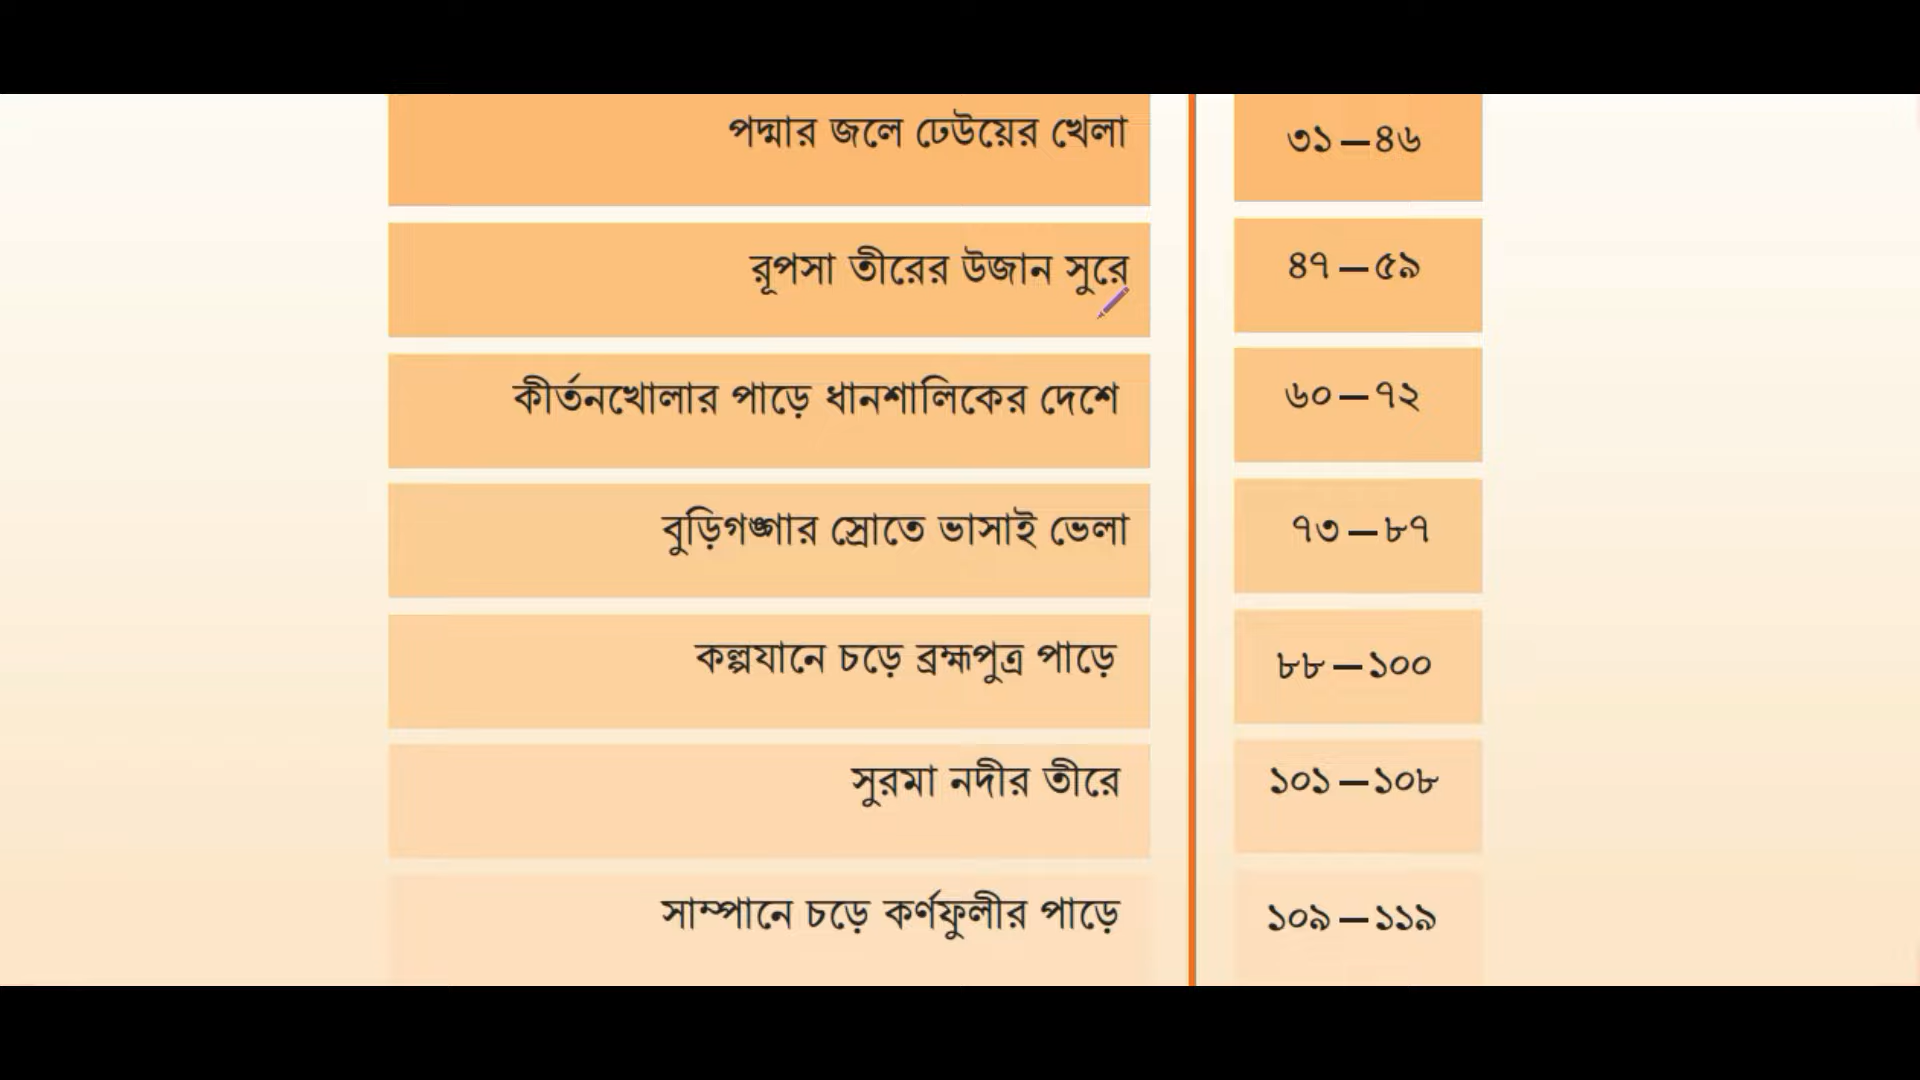 পদ্মার জলে ঢেউয়ের খেলা ৩১ – ৪৬
রূপসা তীরের উজান সুরে ৪৭ – ৫৯
কীর্তনখোলার পাড়ে ধানশালিকের দেশে ৬০ – ৭২
বুড়িগঙ্গার স্রোতে ভাসাই ভেলা ৭৩ – ৮৭
কল্পযানে চড়ে ব্রহ্মপুত্র পাড়ে ৮৮ – ১০০
সুরমা নদীর তীরে ১০১ – ১০৮
সাম্পানে চড়ে কর্ণফুলীর পাড়ে ১০৯ – ১১৯